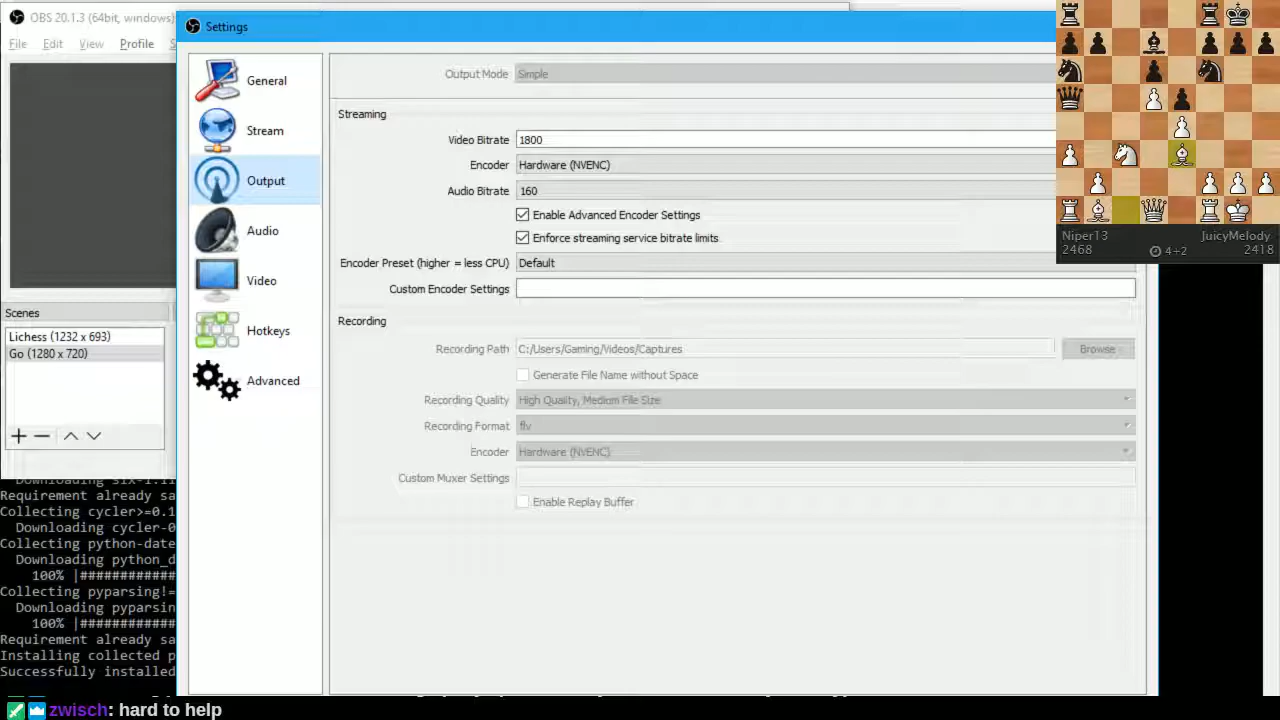 OBS 20.1.3 (64bit, windows)
Settings
File Edit View Profile S
General
Stream
Output
Audio
Video
Hotkeys
Advanced
Output Mode Simple
Streaming
Video Bitrate 1800
Encoder Hardware (NVENC)
Audio Bitrate 160
Enable Advanced Encoder Settings
Enforce streaming service bitrate limits
Encoder Preset (higher = less CPU) Default
Custom Encoder Settings
Recording
Recording Path C:/Users/Gaming/Videos/Captures Browse
Generate File Name without Space
Recording Quality High Quality, Medium File Size
Recording Format flv
Encoder Hardware (NVENC)
Custom Muxer Settings
Enable Replay Buffer
Niper13 JuicyMelody
2468 4+2 2418
Scenes
Lichess (1232 x 693)
Go (1280 x 720)
Downloading six-1.11
Requirement already sa
Collecting cycler>=0.1
Downloading cycler-0
Collecting python-date
Downloading python_d
100% |############
Collecting pyparsing!=
Downloading pyparsin
100% |############
Requirement already sa
Installing collected p
Successfully installed
zwisch: hard to help